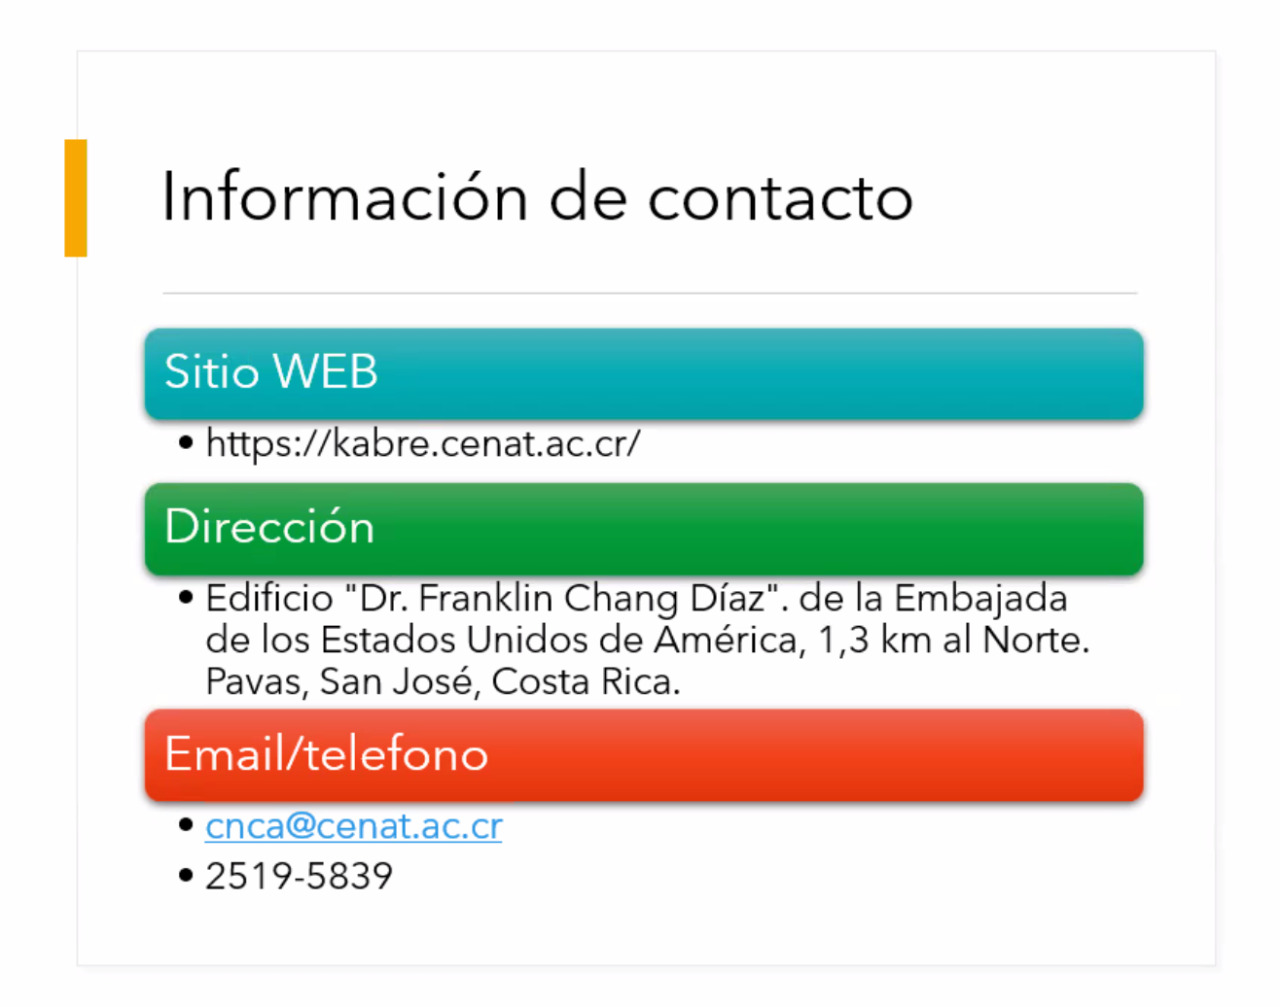 Información de contacto
Sitio WEB
• https://kabre.cenat.ac.cr/
Dirección
• Edificio "Dr. Franklin Chang Díaz". de la Embajada
de los Estados Unidos de América, 1,3 km al Norte.
Pavas, San José, Costa Rica.
Email/telefono
• cnca@cenat.ac.cr
• 2519-5839